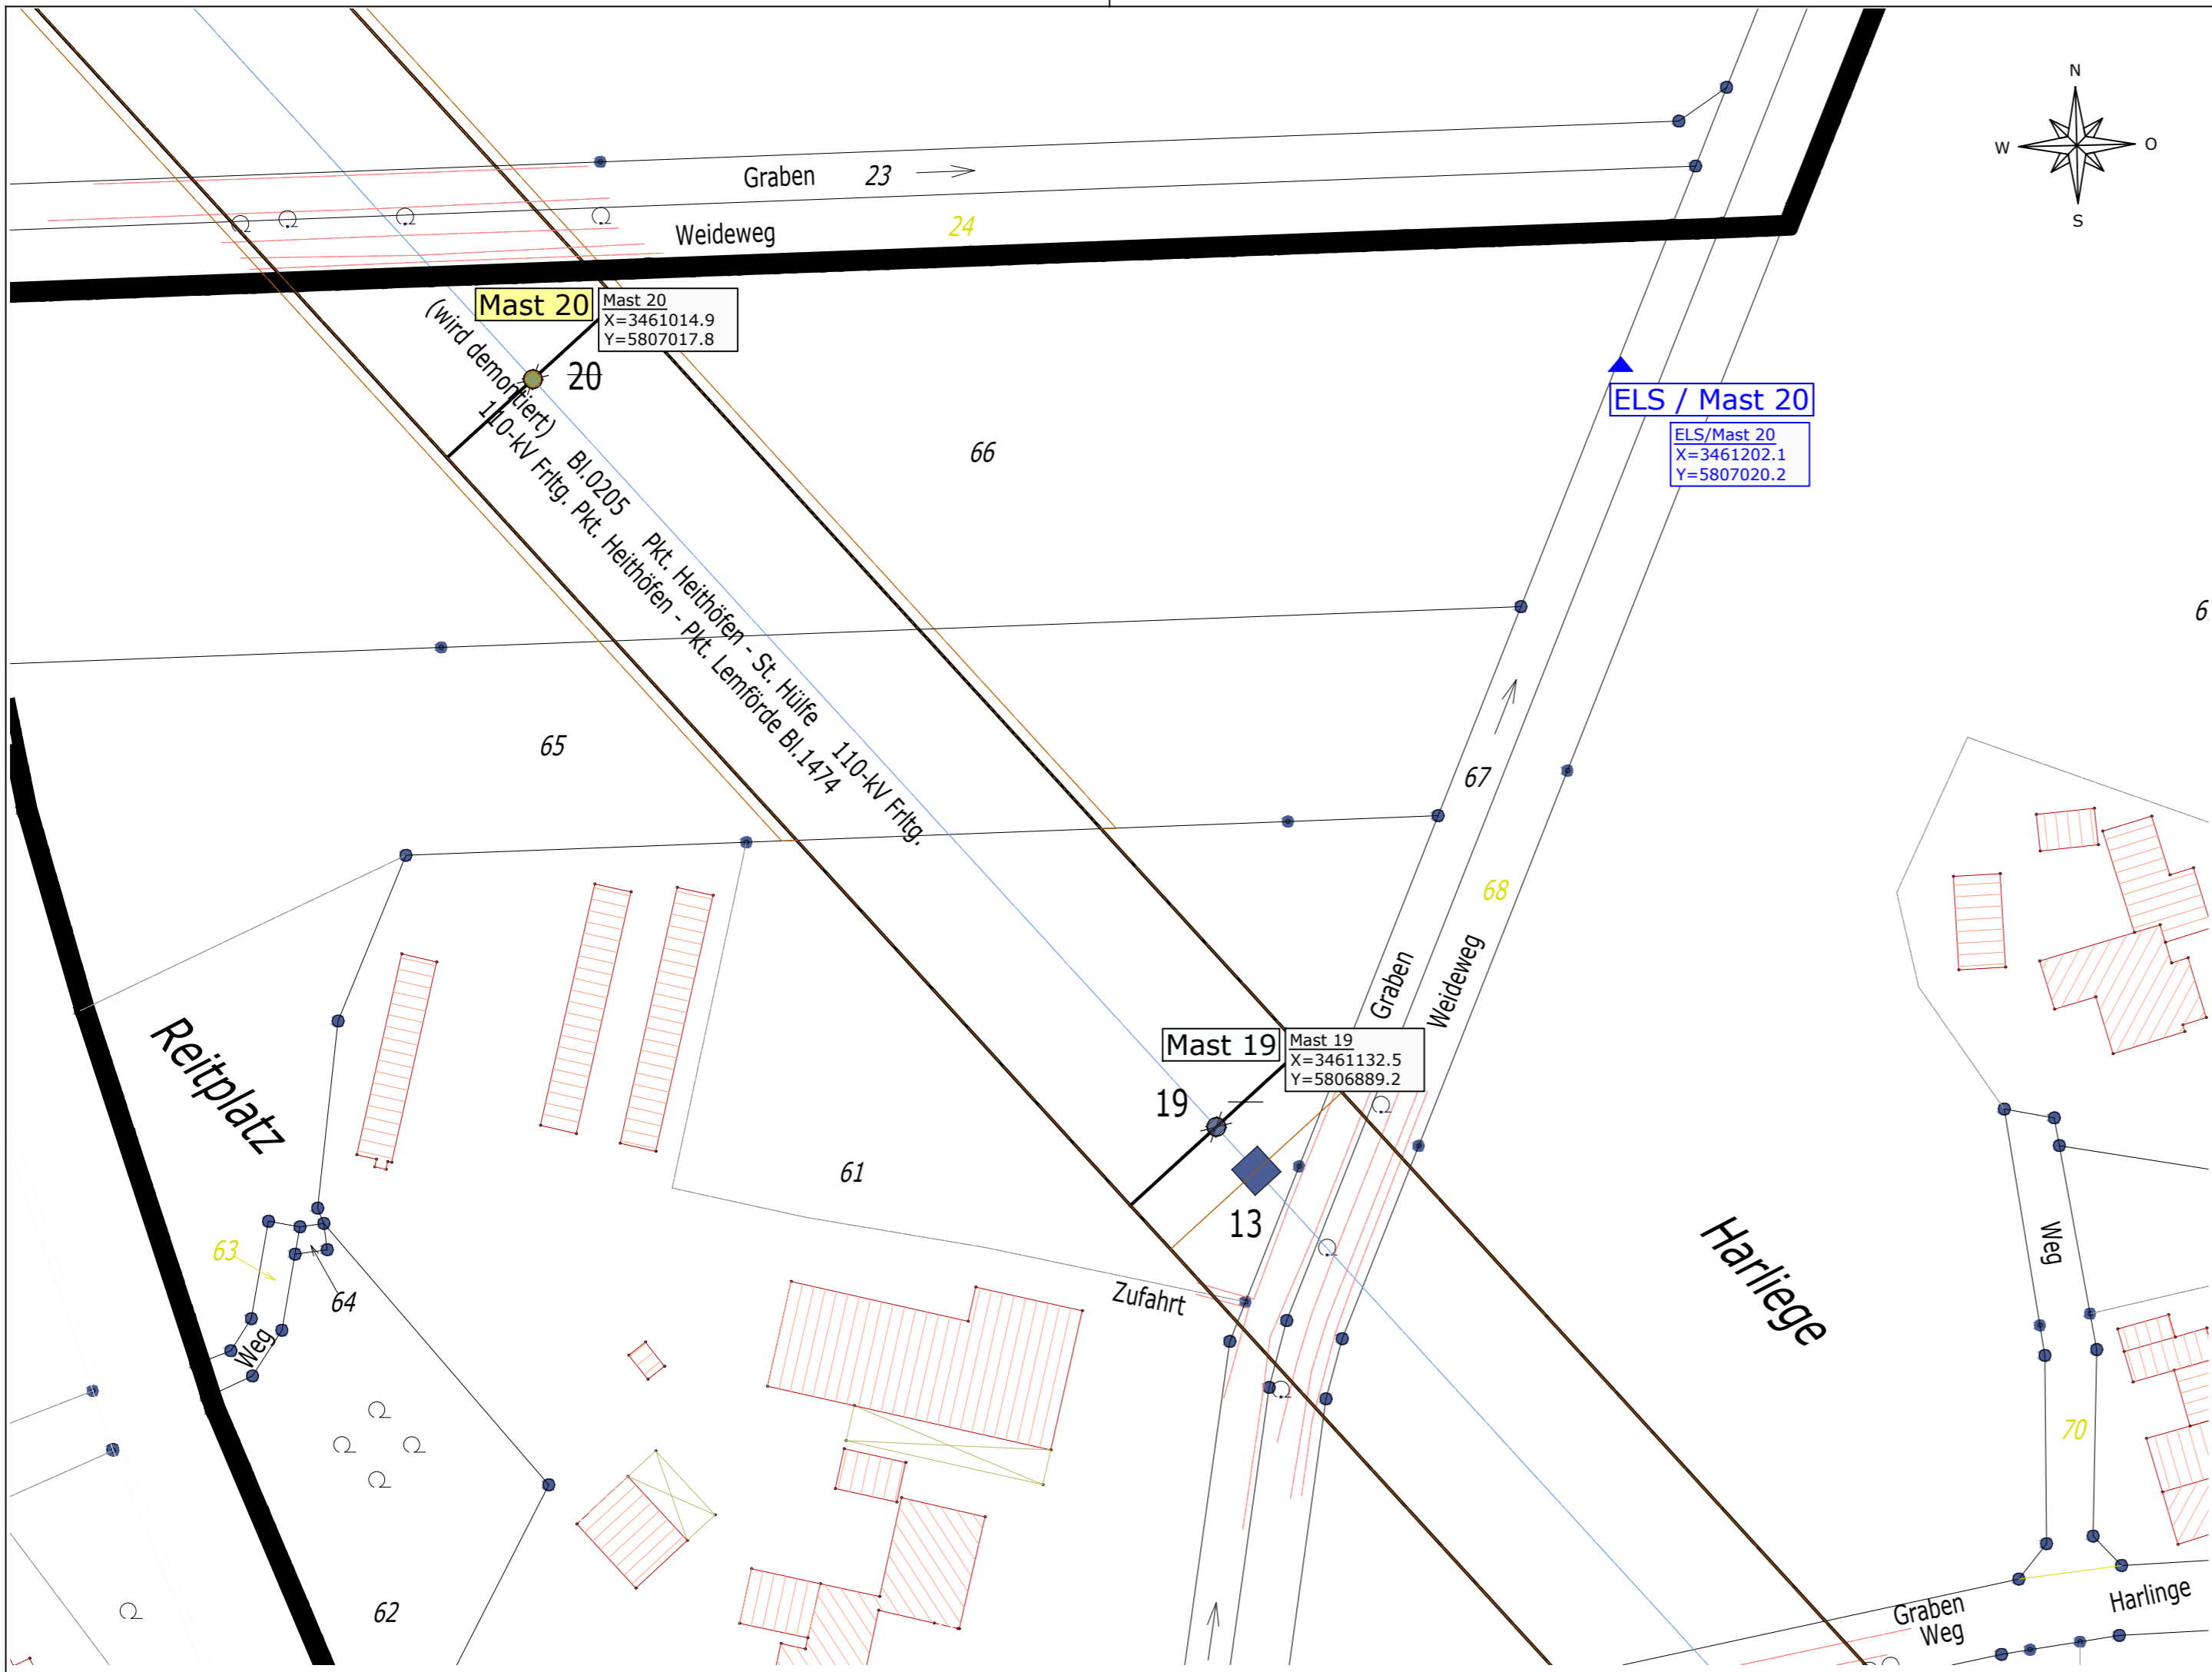 N
W
O
S
Graben 23
Weideweg
24
Mast 20
Mast 20
X=3461014.9
Y=5807017.8
20
(wird demontiert)
Bl.0205 Pkt. Heithöfen - St. Hülfe 110-kV Frltg.
110-kV Frltg. Pkt. Heithöfen - Pkt. Lemförde Bl.1474
66
ELS / Mast 20
ELS/Mast 20
X=3461202.1
Y=5807020.2
65
67
68
Graben
Weideweg
Mast 19
Mast 19
X=3461132.5
Y=5806889.2
19
13
Reitplatz
61
63
64
Weg
Zufahrt
Harliege
Weg
70
62
Graben
Weg
Harlinge